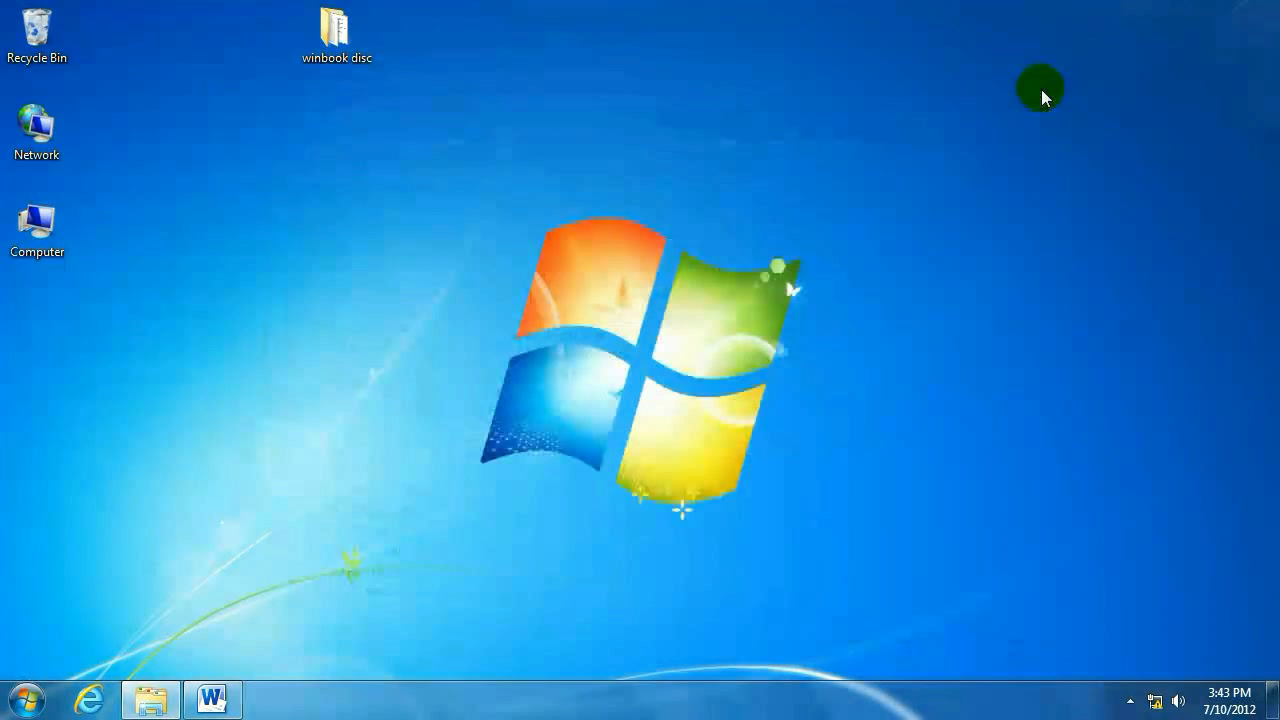 Recycle Bin
winbook disc
Network
Computer
3:43 PM
7/10/2012